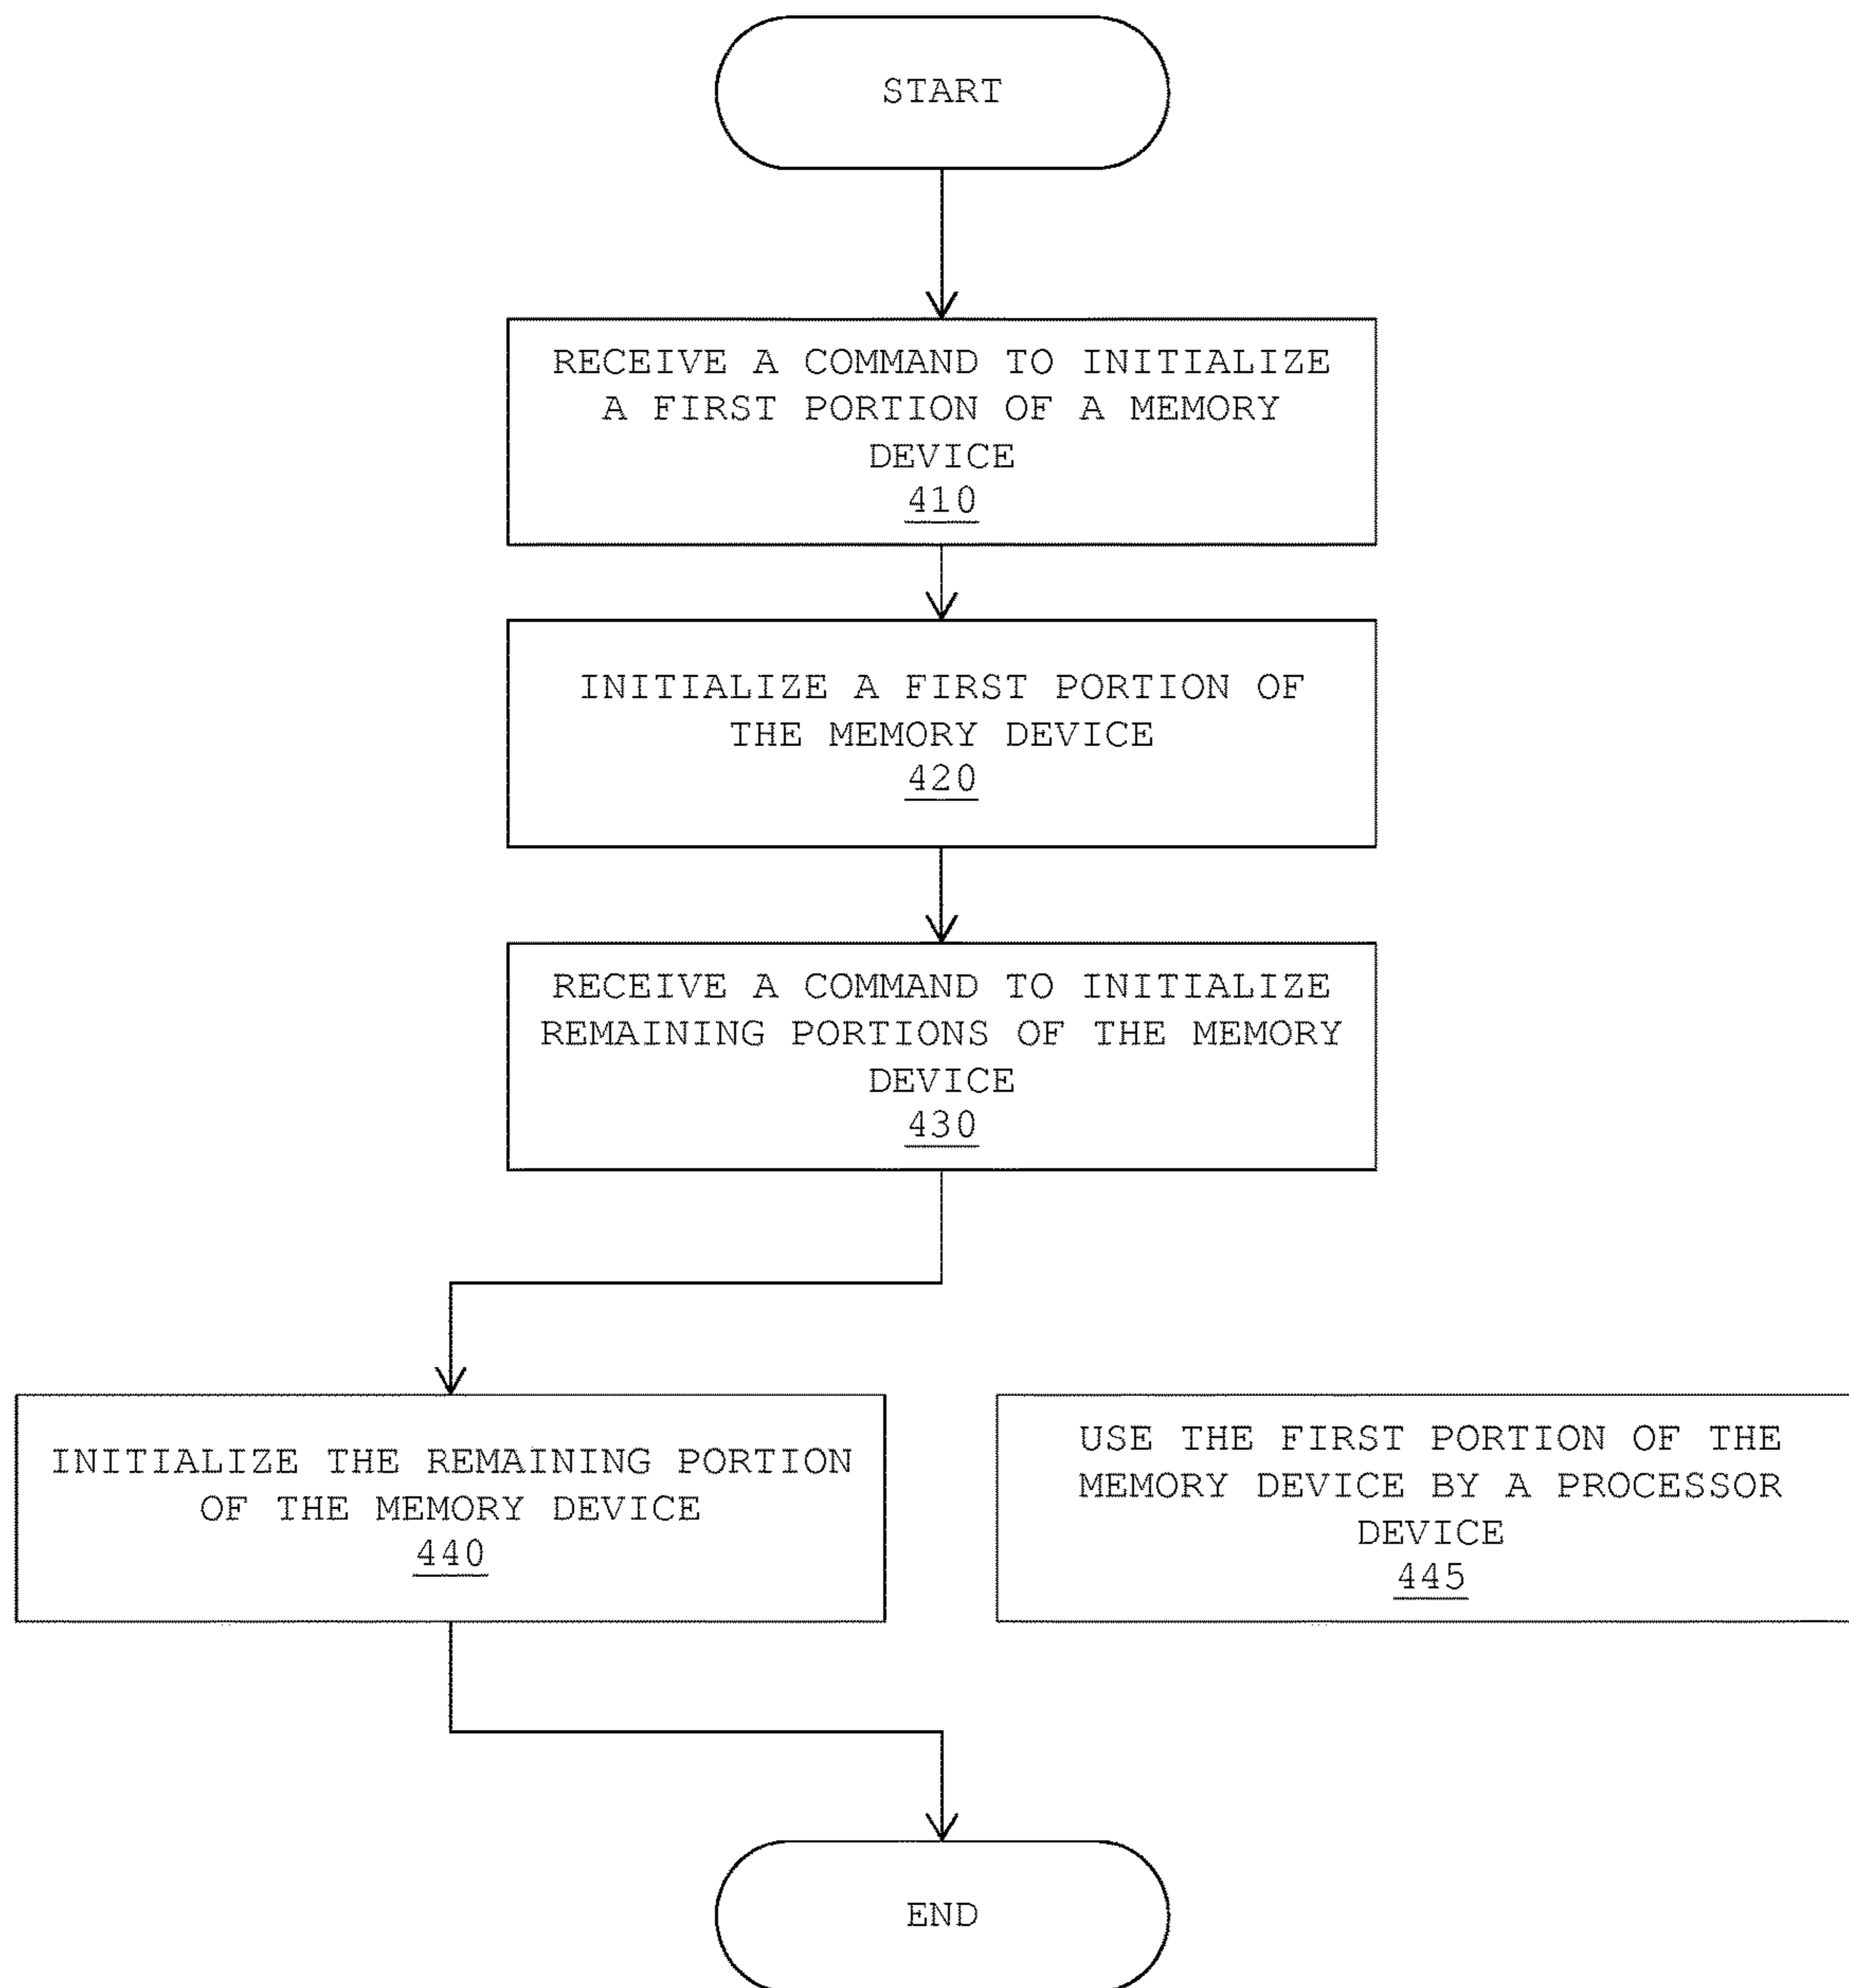 START
RECEIVE A COMMAND TO INITIALIZE
A FIRST PORTION OF A MEMORY
DEVICE
410
INITIALIZE A FIRST PORTION OF
THE MEMORY DEVICE
420
RECEIVE A COMMAND TO INITIALIZE
REMAINING PORTIONS OF THE MEMORY
DEVICE
430
INITIALIZE THE REMAINING PORTION
OF THE MEMORY DEVICE
440
USE THE FIRST PORTION OF THE
MEMORY DEVICE BY A PROCESSOR
DEVICE
445
END